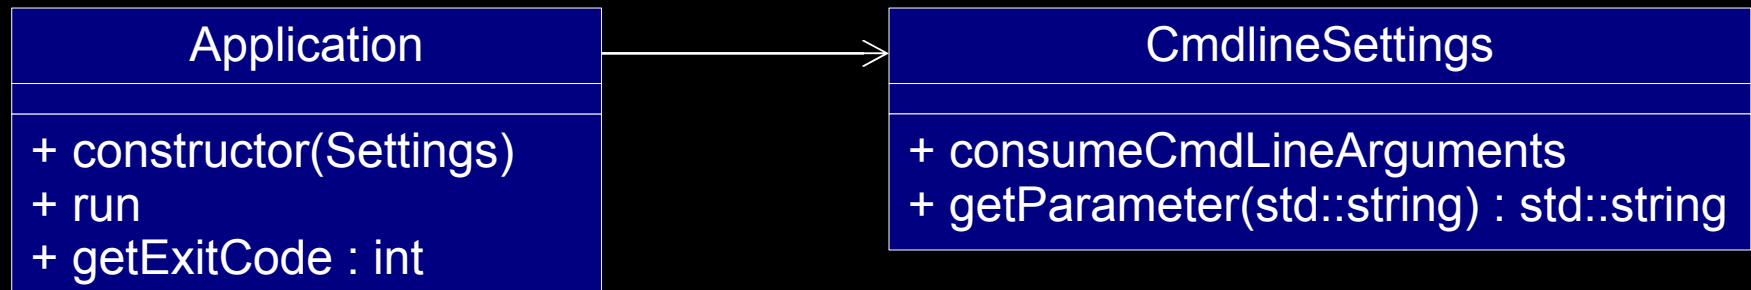 Application
+ constructor(Settings)
+ run
+ getExitCode : int
CmdlineSettings
+ consumeCmdLineArguments
+ getParameter(std::string) : std::string